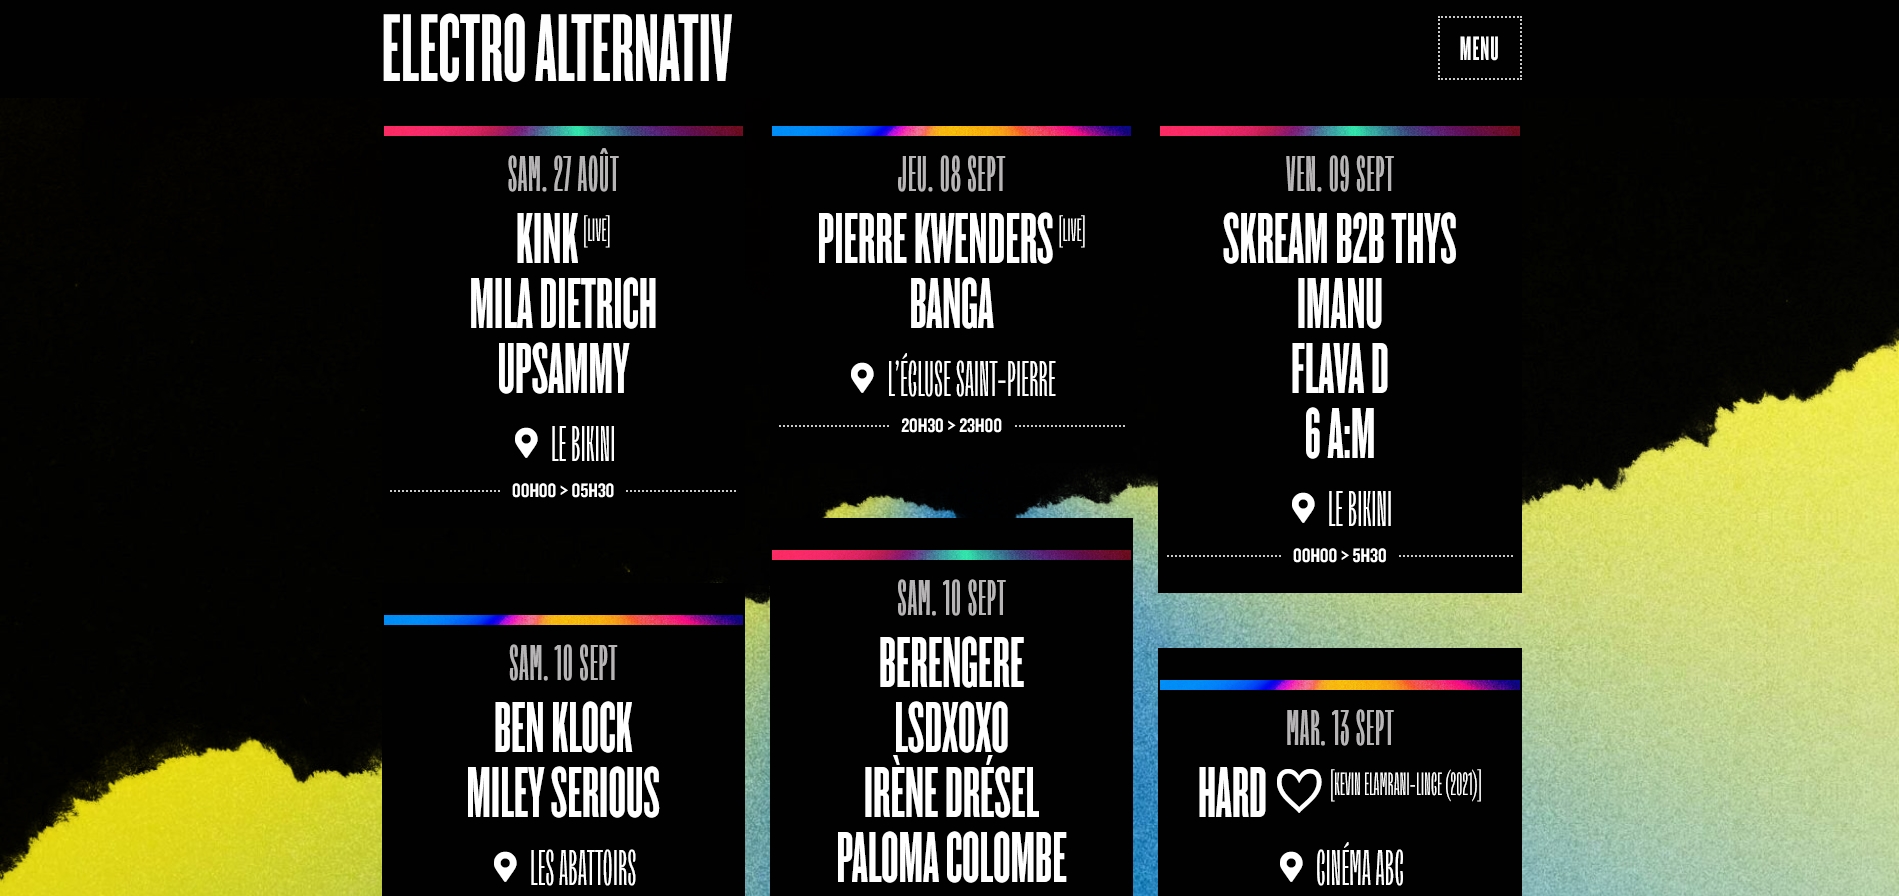 ELECTRO ALTERNATIV
MENU
SAM. 27 AOÛT
KINK [LIVE]
MILA DIETRICH
UPSAMMY
LE BIKINI
00H00 > 05H30
JEU. 08 SEPT
PIERRE KWENDERS [LIVE]
BANGA
L'ÉCLUSE SAINT-PIERRE
20H30 > 23H00
VEN. 09 SEPT
SKREAM B2B THYS
IMANU
FLAVA D
6 A:M
LE BIKINI
00H00 > 5H30
SAM. 10 SEPT
BEN KLOCK
MILEY SERIOUS
LES ABATTOIRS
SAM. 10 SEPT
BERENGERE
LSDXOXO
IRÈNE DRÉSEL
PALOMA COLOMBE
MAR. 13 SEPT
HARD ♡ [KEVIN ELAMRANI-LINCE (2021)]
CINÉMA ABC